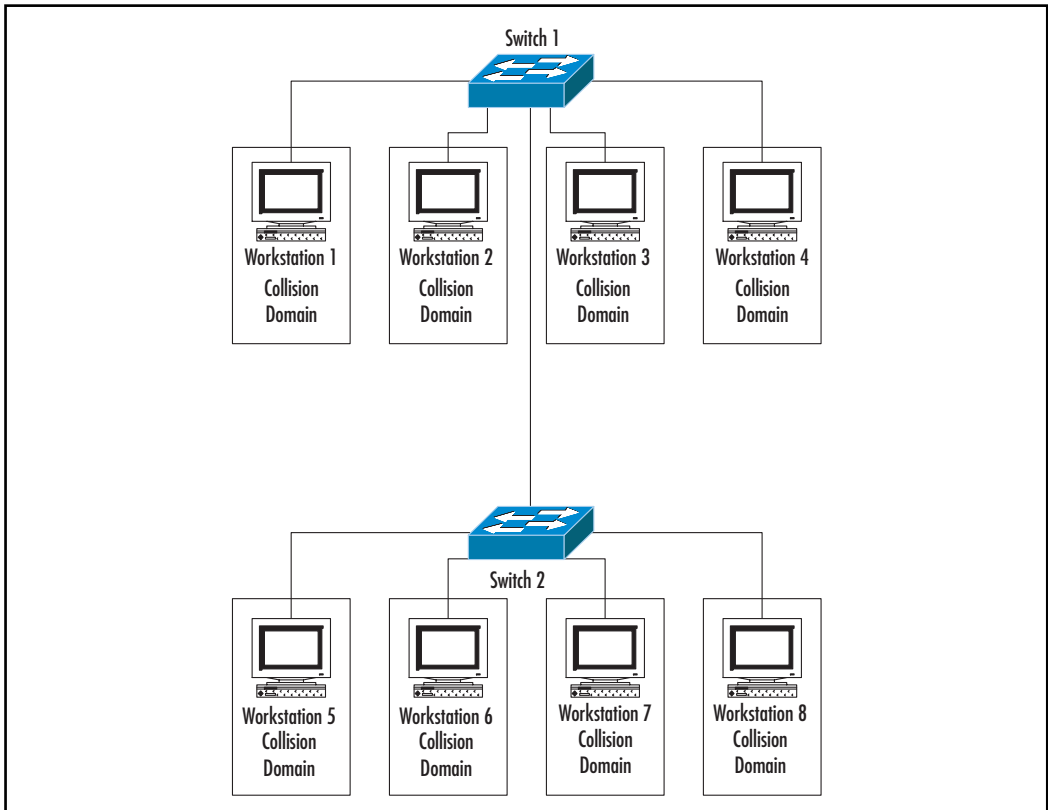 Switch 1
Workstation 1
Collision
Domain
Workstation 2
Collision
Domain
Workstation 3
Collision
Domain
Workstation 4
Collision
Domain
Switch 2
Workstation 5
Collision
Domain
Workstation 6
Collision
Domain
Workstation 7
Collision
Domain
Workstation 8
Collision
Domain